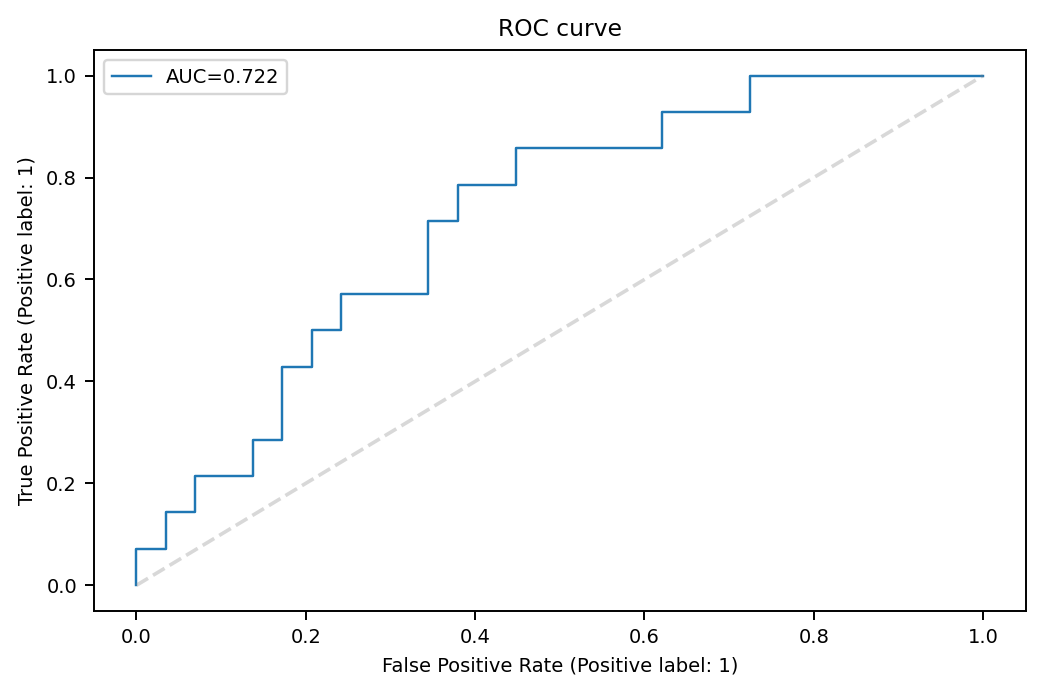 ROC curve
AUC=0.722
True Positive Rate (Positive label: 1)
1.0
0.8
0.6
0.4
0.2
0.0
0.0 0.2 0.4 0.6 0.8 1.0
False Positive Rate (Positive label: 1)